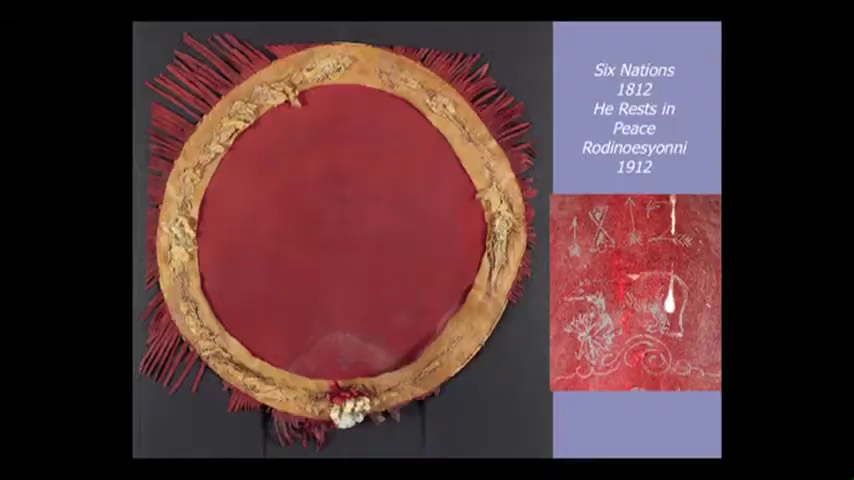 Six Nations
1812
He Rests in
Peace
Rodinoesyonni
1912